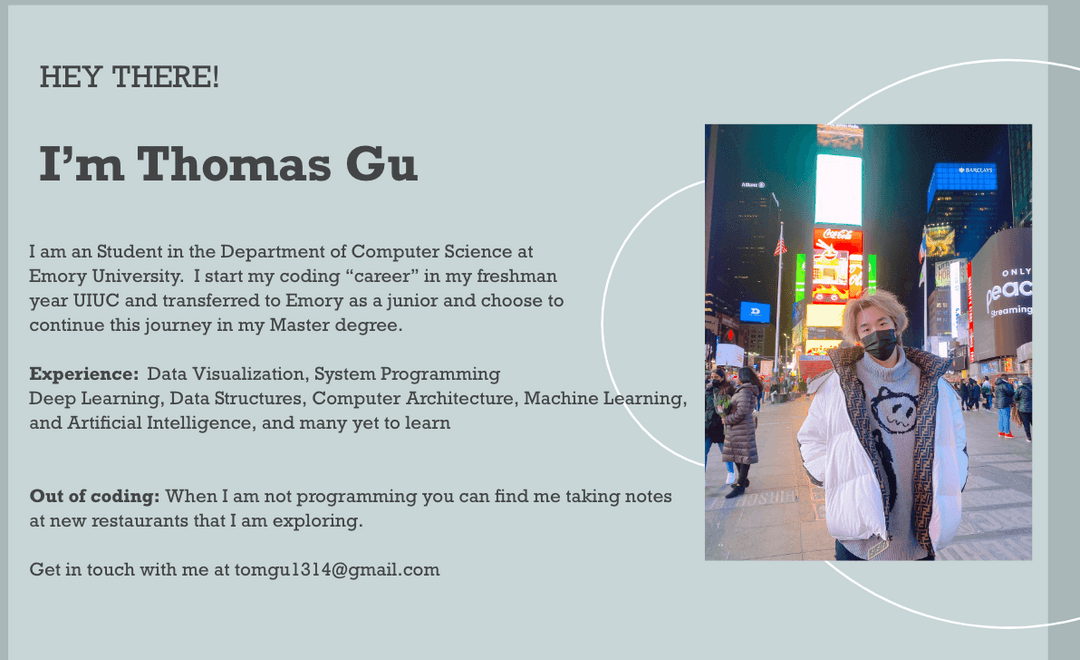 HEY THERE!
I'm Thomas Gu
I am an Student in the Department of Computer Science at
Emory University.  I start my coding “career” in my freshman
year UIUC and transferred to Emory as a junior and choose to
continue this journey in my Master degree.
Experience:  Data Visualization, System Programming
Deep Learning, Data Structures, Computer Architecture, Machine Learning,
and Artificial Intelligence, and many yet to learn
Out of coding: When I am not programming you can find me taking notes
at new restaurants that I am exploring.
Get in touch with me at tomgu1314@gmail.com
Allianz
BARCLAYS
Coca-Cola
ONLY
peac
Streaming